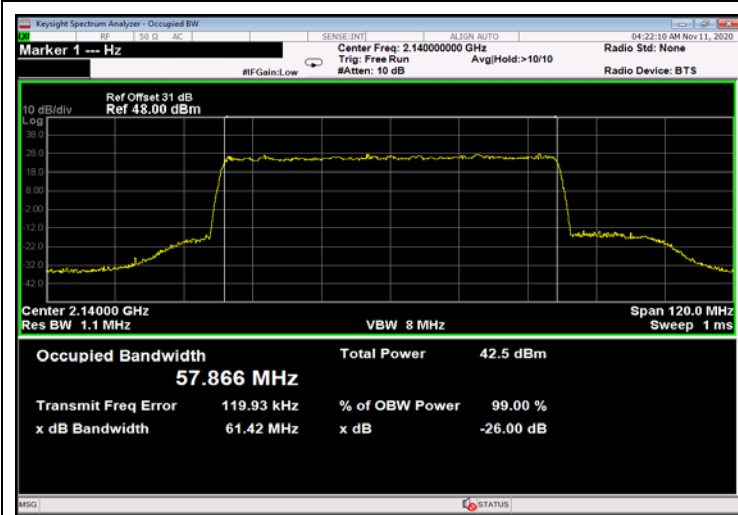 Keysight Spectrum Analyzer - Occupied BW
RF 50 Ω AC SENSE:INT ALIGN AUTO 04:22:10 AM Nov 11, 2020
Marker 1 --- Hz Center Freq: 2.140000000 GHz Radio Std: None
Trig: Free Run Avg|Hold:>10/10
#IFGain:Low #Atten: 10 dB Radio Device: BTS
Ref Offset 31 dB
10 dB/div Ref 48.00 dBm
Log
38.0
28.0
18.0
8.00
-2.00
-12.0
-22.0
-32.0
-42.0
Center 2.14000 GHz Span 120.0 MHz
Res BW 1.1 MHz VBW 8 MHz Sweep 1 ms
Occupied Bandwidth Total Power 42.5 dBm
57.866 MHz
Transmit Freq Error 119.93 kHz % of OBW Power 99.00 %
x dB Bandwidth 61.42 MHz x dB -26.00 dB
MSG STATUS